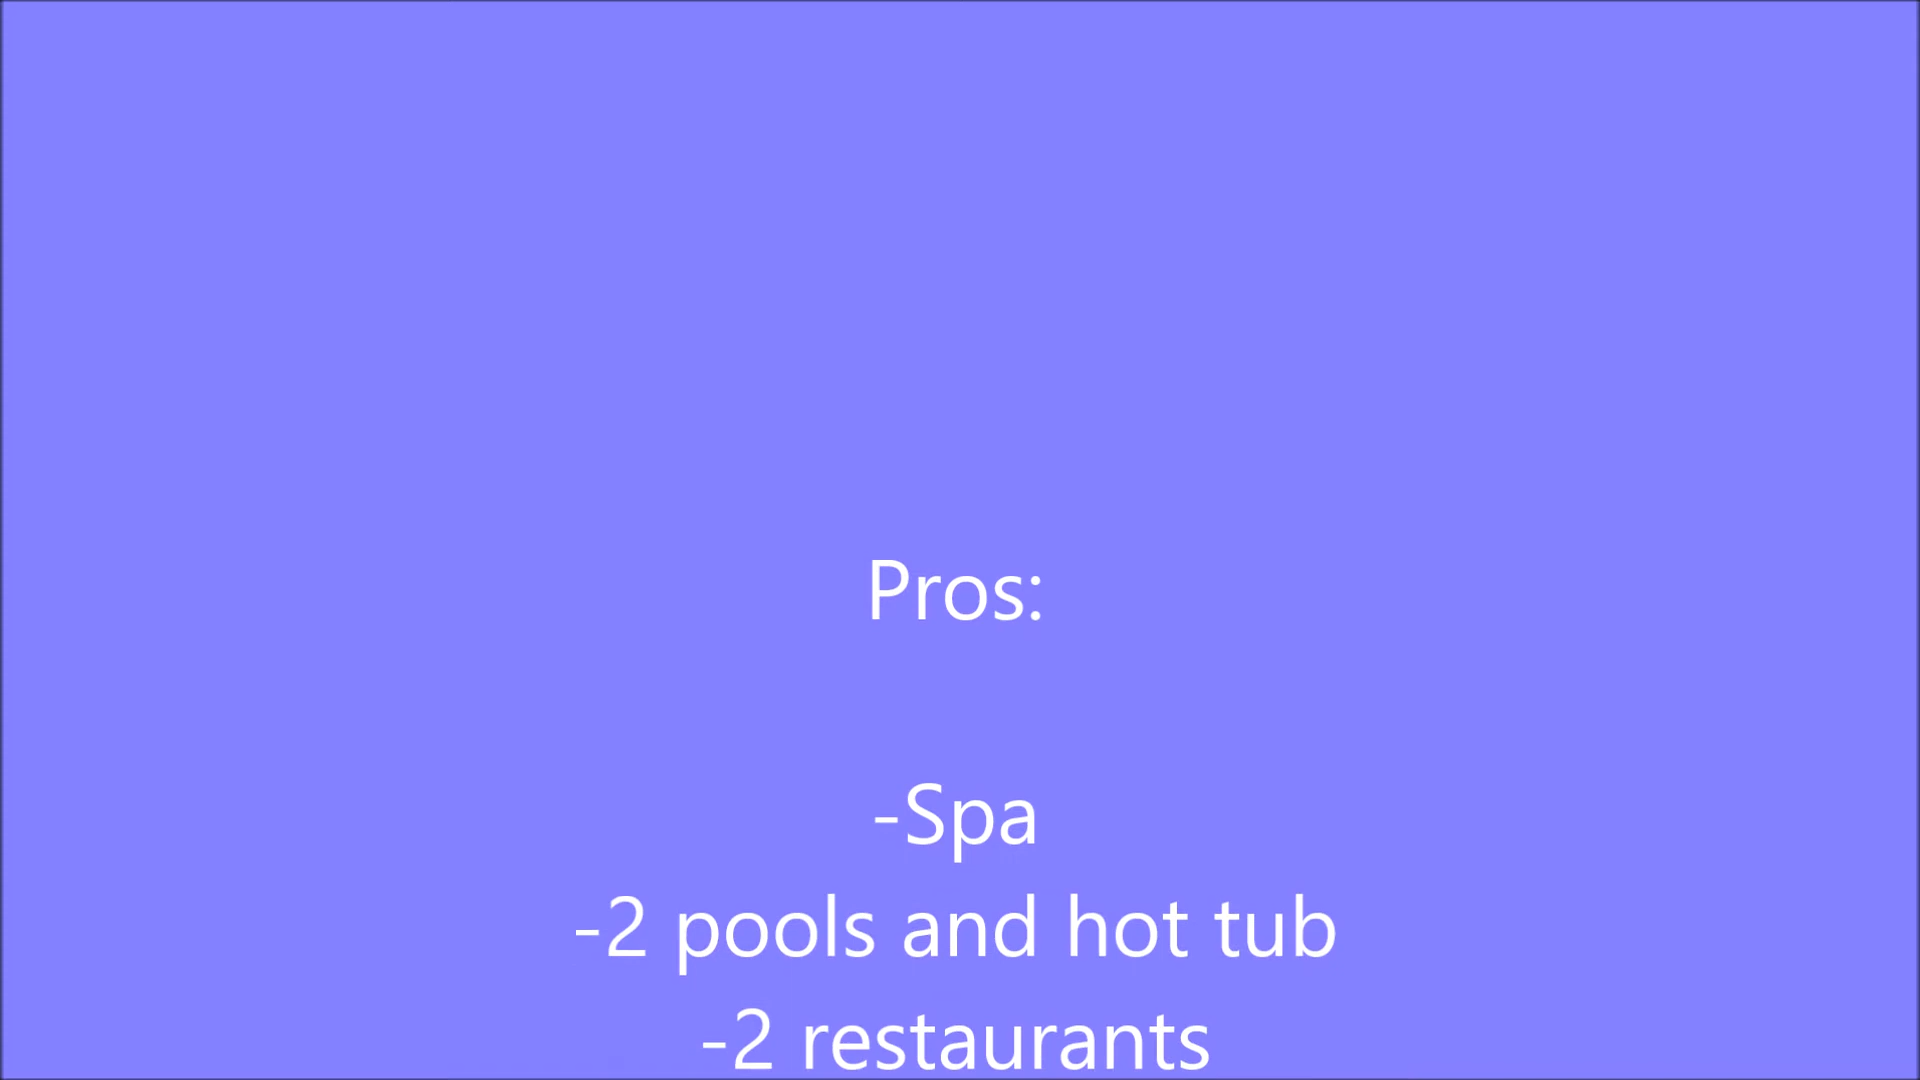 Pros:
-Spa
-2 pools and hot tub
-2 restaurants